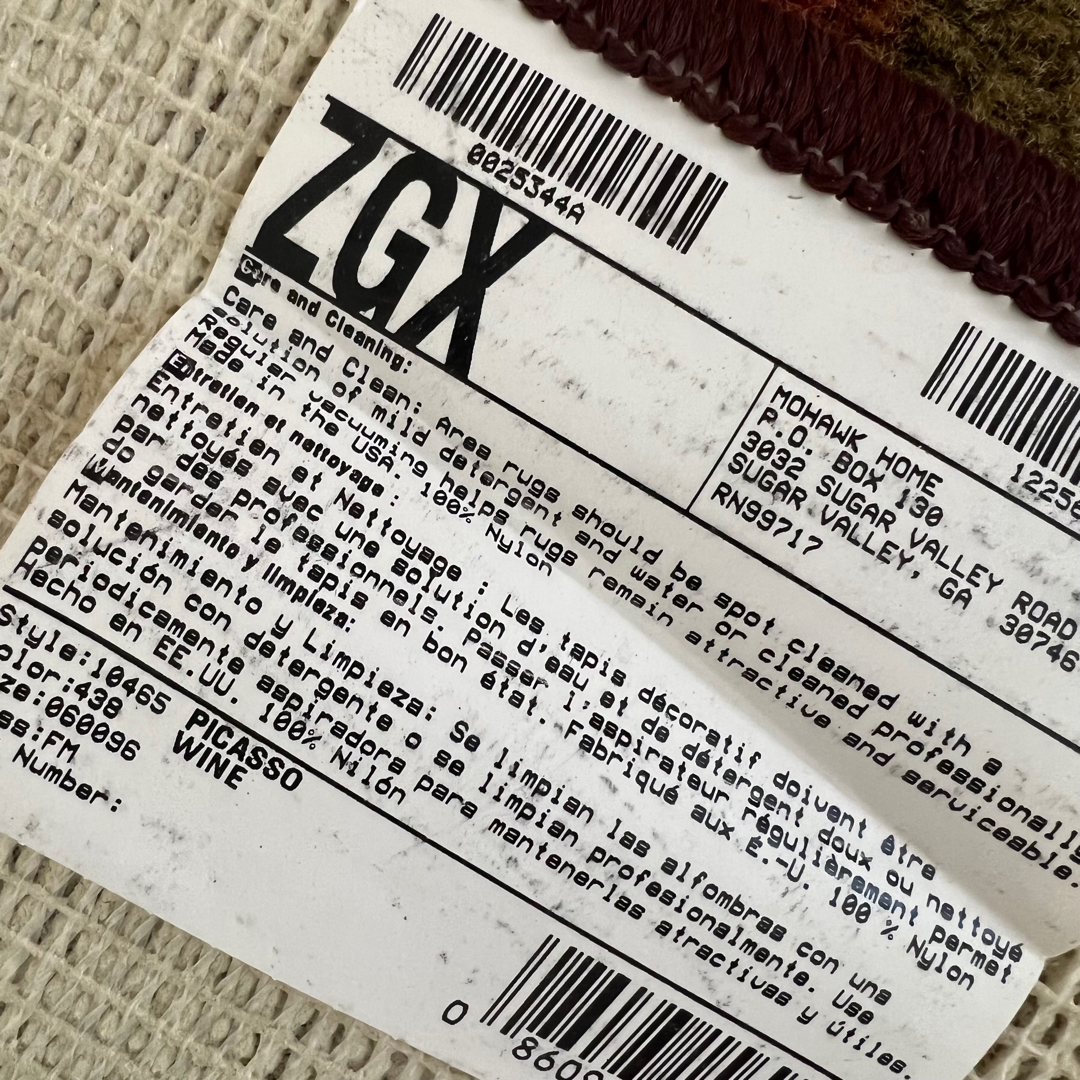 0025344A
ZGX
MOHAWK HOME
P.O. BOX 130
3032 SUGAR VALLEY ROAD
SUGAR VALLEY, GA 30746
RN99717
Care and Cleaning:
Care and Clean: Area rugs should be spot cleaned with a
solution of mild detergent and water or cleaned professionally
Regular vacuuming helps rugs remain attractive and serviceable.
Made in the USA. 100% Nylon
Entretien et nettoyage :
Entretien et Nettoyage : Les tapis décoratif doivent être
nettoyés avec une solution d'eau et de détergent doux ou nettoyé
par des professionnels. Passer l'aspirateur régulièrement permet
do garder le tapis en bon état. Fabriqué aux É.-U. 100 % Nylon
Mantenimiento y limpieza:
Mantenimiento y Limpieza: Se limpian las alfombras con una
solución con detergente o se limpian profesionalmente. Use
periodicamente aspiradora para mantenerlas atractivas y útiles.
Hecho en EE.UU. 100% Nilón
Style:10465 PICASSO
olor:438 WINE
ze:060096
ss:FM
Number:
0